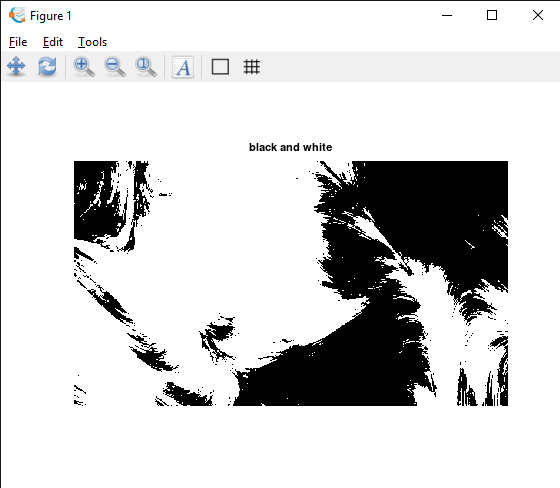 Figure 1
File Edit Tools
A
black and white